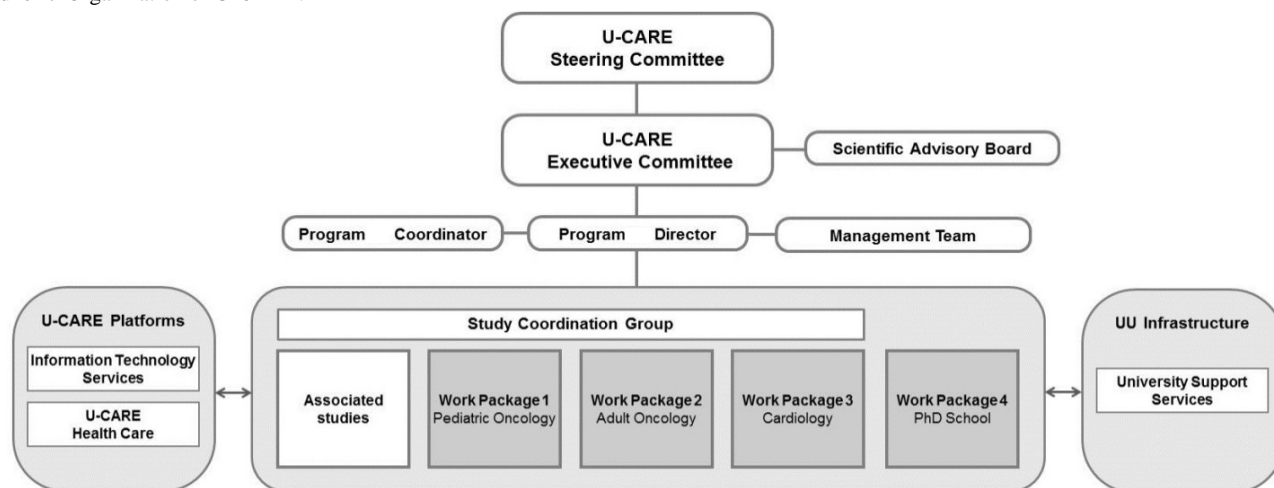 U-CARE
Steering Committee
U-CARE
Executive Committee
Scientific Advisory Board
Program Coordinator
Program Director
Management Team
U-CARE Platforms
Information Technology
Services
U-CARE
Health Care
Study Coordination Group
Associated
studies
Work Package 1
Pediatric Oncology
Work Package 2
Adult Oncology
Work Package 3
Cardiology
Work Package 4
PhD School
UU Infrastructure
University Support
Services